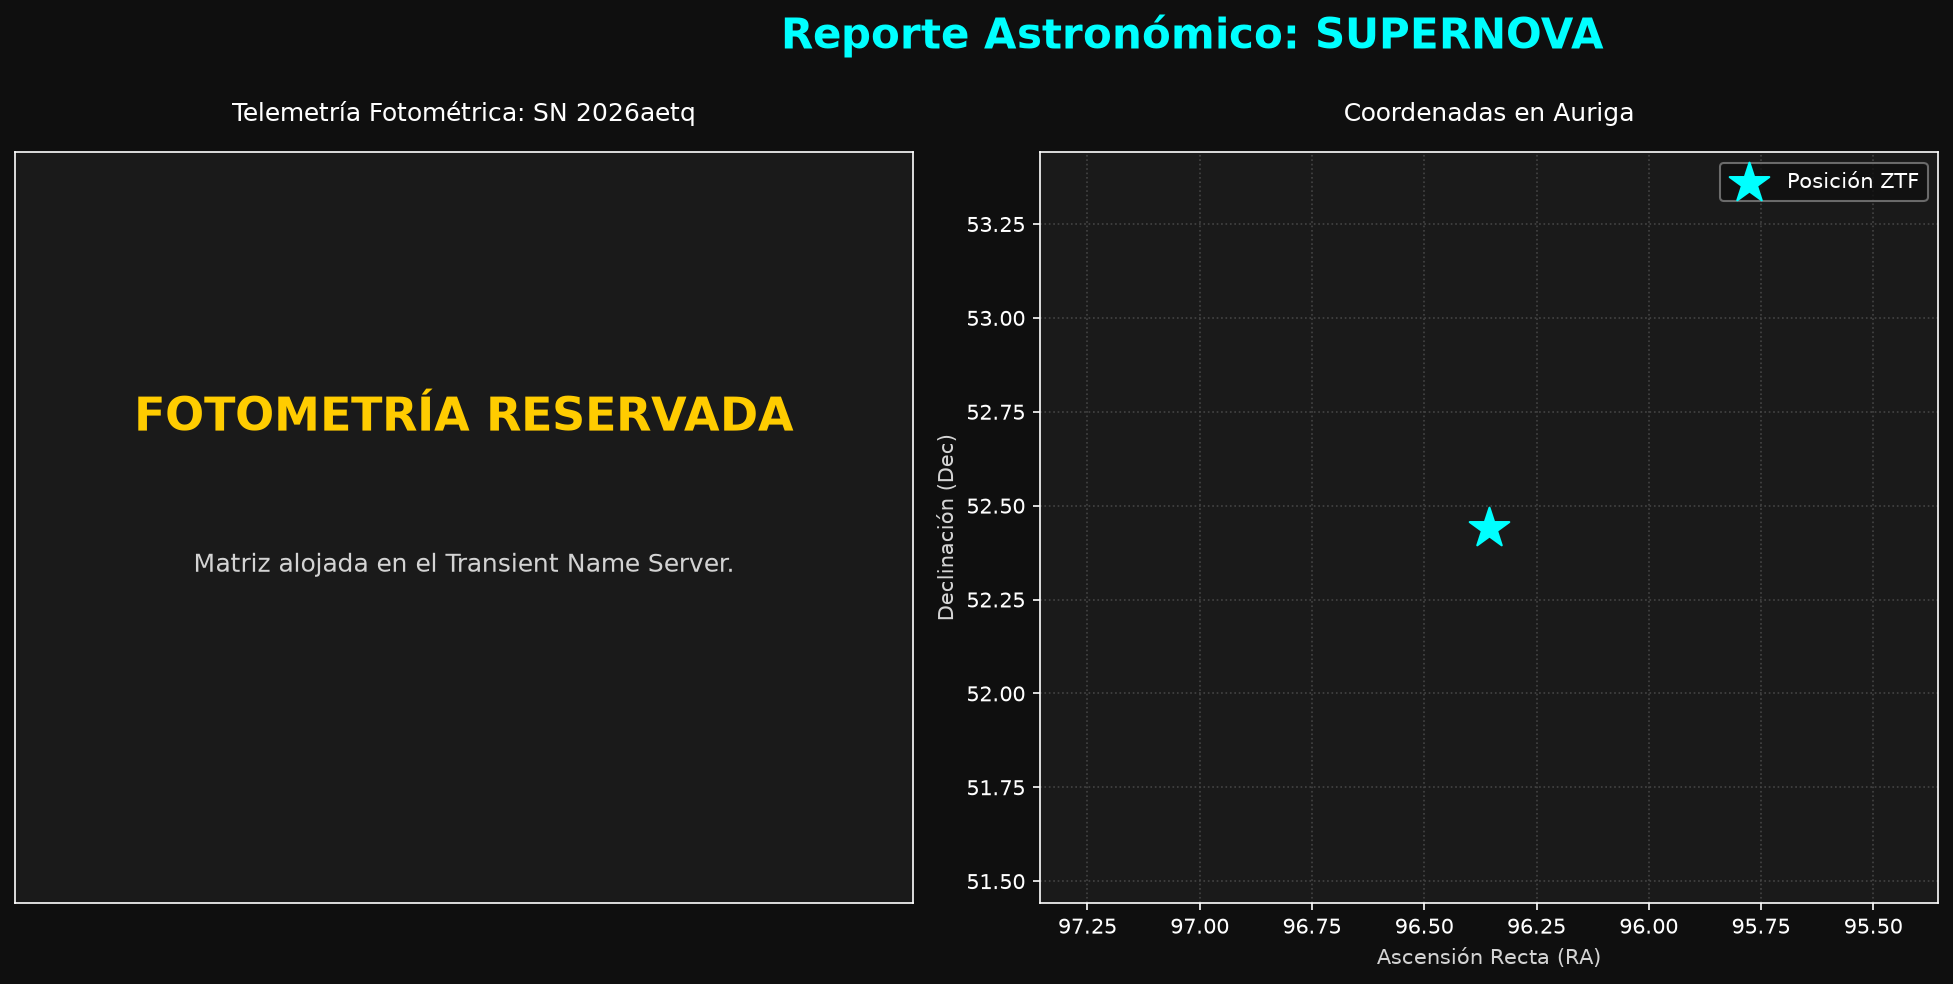 Reporte Astronómico: SUPERNOVA
Telemetría Fotométrica: SN 2026aetq
FOTOMETRÍA RESERVADA
Matriz alojada en el Transient Name Server.
Coordenadas en Auriga
Posición ZTF
Declinación (Dec)
53.25
53.00
52.75
52.50
52.25
52.00
51.75
51.50
97.25 97.00 96.75 96.50 96.25 96.00 95.75 95.50
Ascensión Recta (RA)